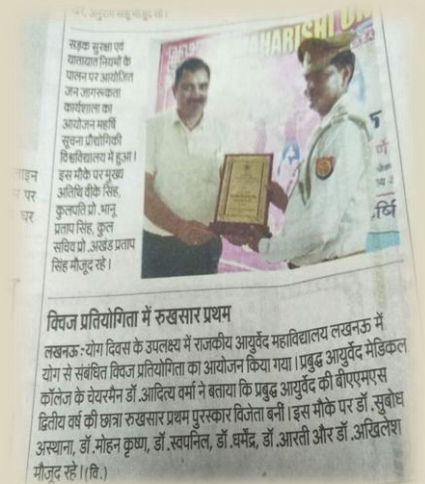 सड़क सुरक्षा एवं
यातायात नियमों के
पालन पर आयोजित
जन जागरूकता
कार्यशाला का
आयोजन महर्षि
सूचना प्रौद्योगिकी
विश्वविद्यालय में हुआ।
इस मौके पर मुख्य
अतिथि वीके सिंह,
कुलपति प्रो.भानु
प्रताप सिंह, कुल
सचिव प्रो.अखंड प्रताप
सिंह मौजूद रहे।
MAHARISHI UN
क्विज प्रतियोगिता में रुखसार प्रथम
लखनऊ:-योग दिवस के उपलक्ष्य में राजकीय आयुर्वेद महाविद्यालय लखनऊ में
योग से संबंधित क्विज प्रतियोगिता का आयोजन किया गया। प्रबुद्ध आयुर्वेद मेडिकल
कॉलेज के चेयरमैन डॉ.आदित्य वर्मा ने बताया कि प्रबुद्ध आयुर्वेद की बीएएमएस
द्वितीय वर्ष की छात्रा रुखसार प्रथम पुरस्कार विजेता बनी। इस मौके पर डॉ.सुबोध
अस्थाना, डॉ.मोहन कृष्ण, डॉ.स्वपनिल, डॉ.धर्मेंद्र, डॉ.आरती और डॉ.अखिलेश
मौजूद रहे। (वि.)